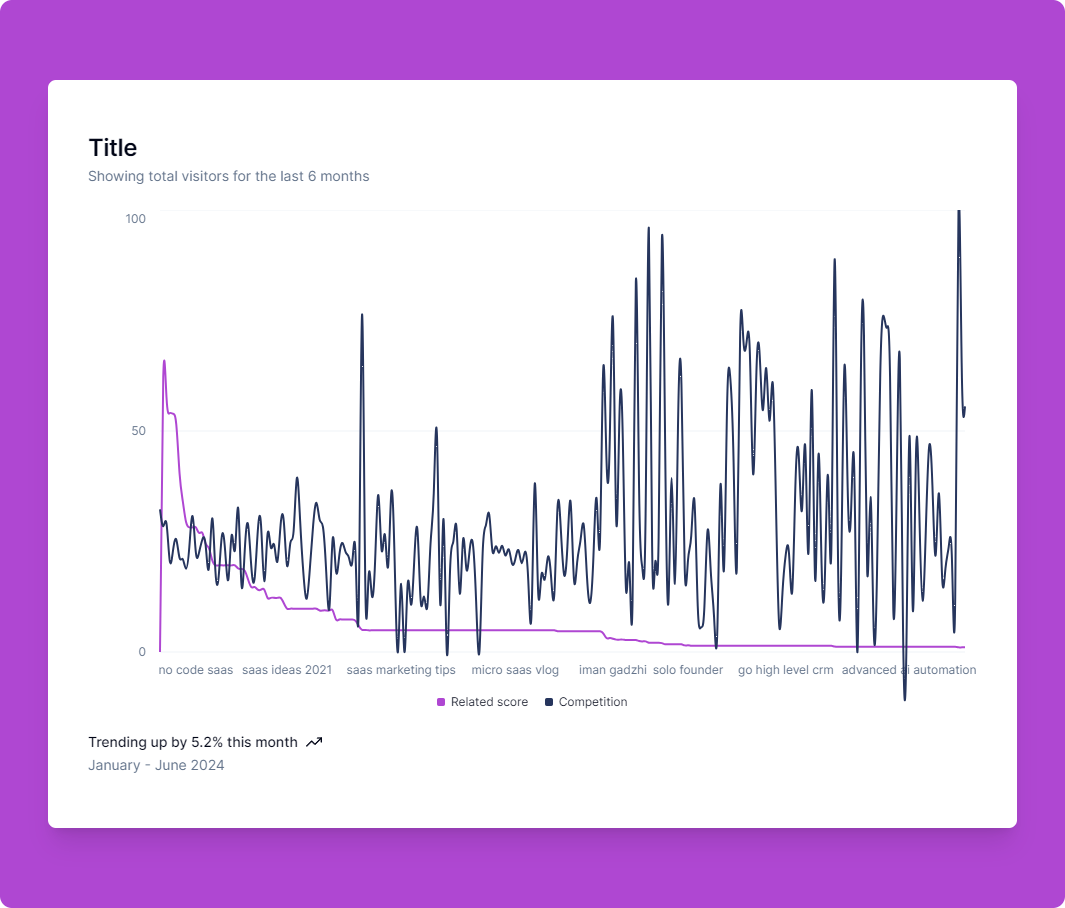 Title
Showing total visitors for the last 6 months
100
50
0
no code saas saas ideas 2021 saas marketing tips micro saas vlog iman gadzhi solo founder go high level crm advanced ai automation
Related score Competition
Trending up by 5.2% this month
January - June 2024